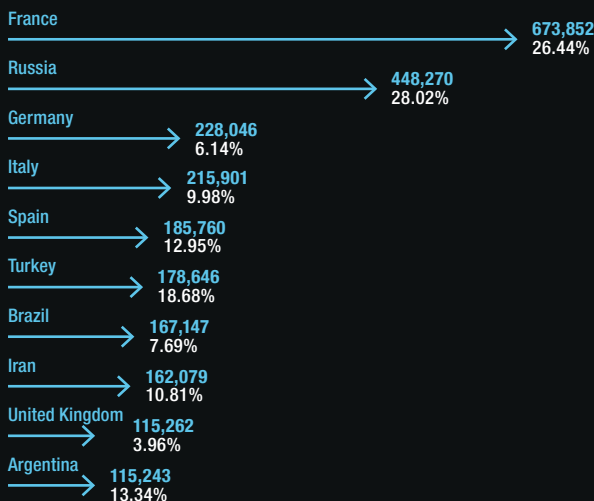 France
673,852
26.44%
Russia
448,270
28.02%
Germany
228,046
6.14%
Italy
215,901
9.98%
Spain
185,760
12.95%
Turkey
178,646
18.68%
Brazil
167,147
7.69%
Iran
162,079
10.81%
United Kingdom
115,262
3.96%
Argentina
115,243
13.34%